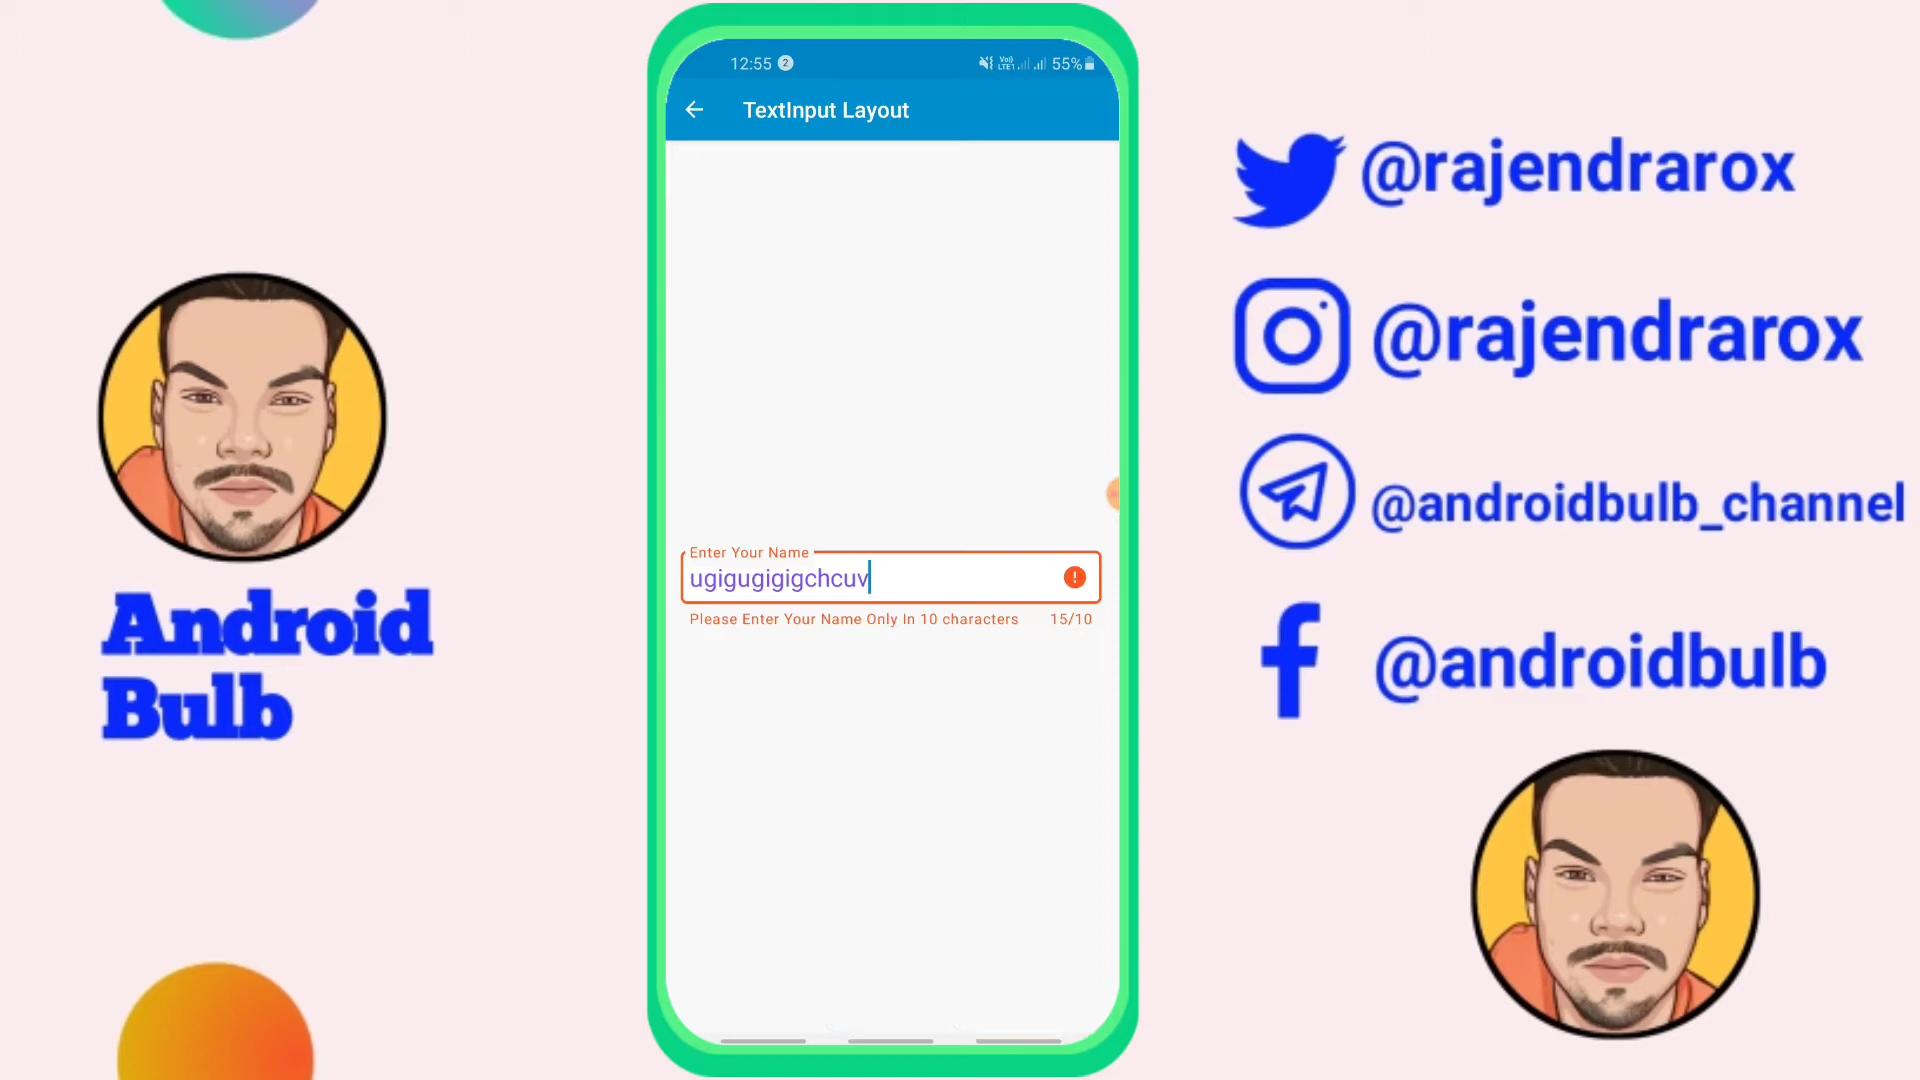 12:55 2
55%
TextInput Layout
Enter Your Name
ugigugigigchcuv
Please Enter Your Name Only In 10 characters 15/10
Android
Bulb
@rajendrarox
@rajendrarox
@androidbulb_channel
@androidbulb